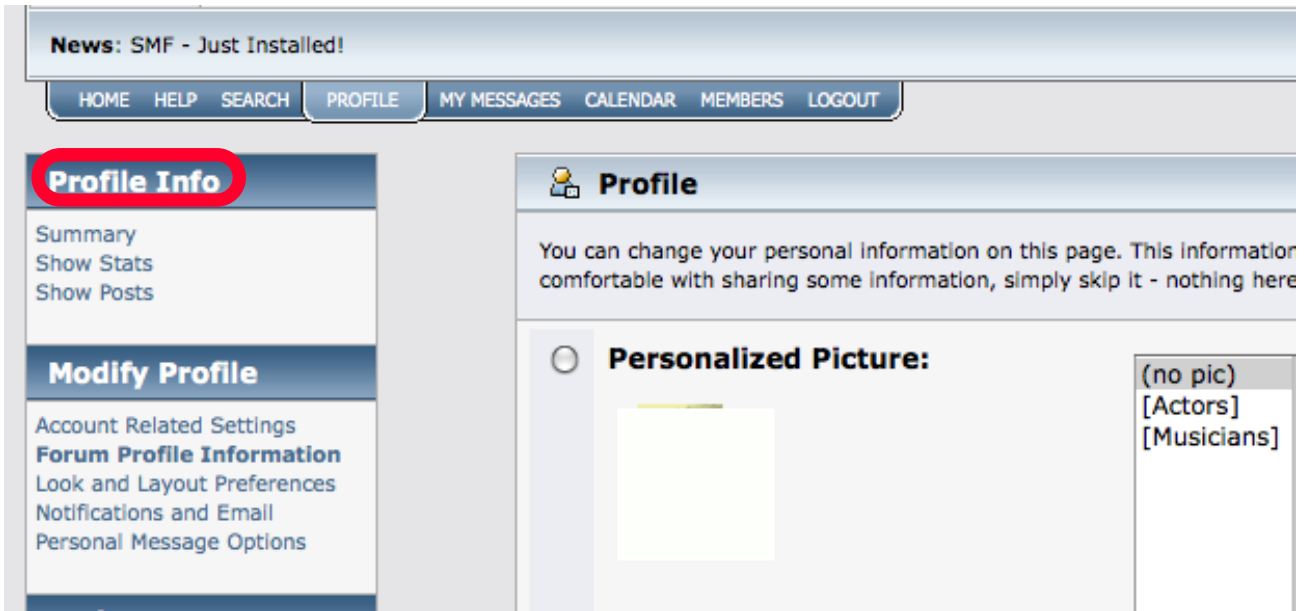 News: SMF - Just Installed!
HOME HELP SEARCH PROFILE MY MESSAGES CALENDAR MEMBERS LOGOUT
Profile Info
Summary
Show Stats
Show Posts
Modify Profile
Account Related Settings
Forum Profile Information
Look and Layout Preferences
Notifications and Email
Personal Message Options
Profile
You can change your personal information on this page. This information
comfortable with sharing some information, simply skip it - nothing here
Personalized Picture:
(no pic)
[Actors]
[Musicians]